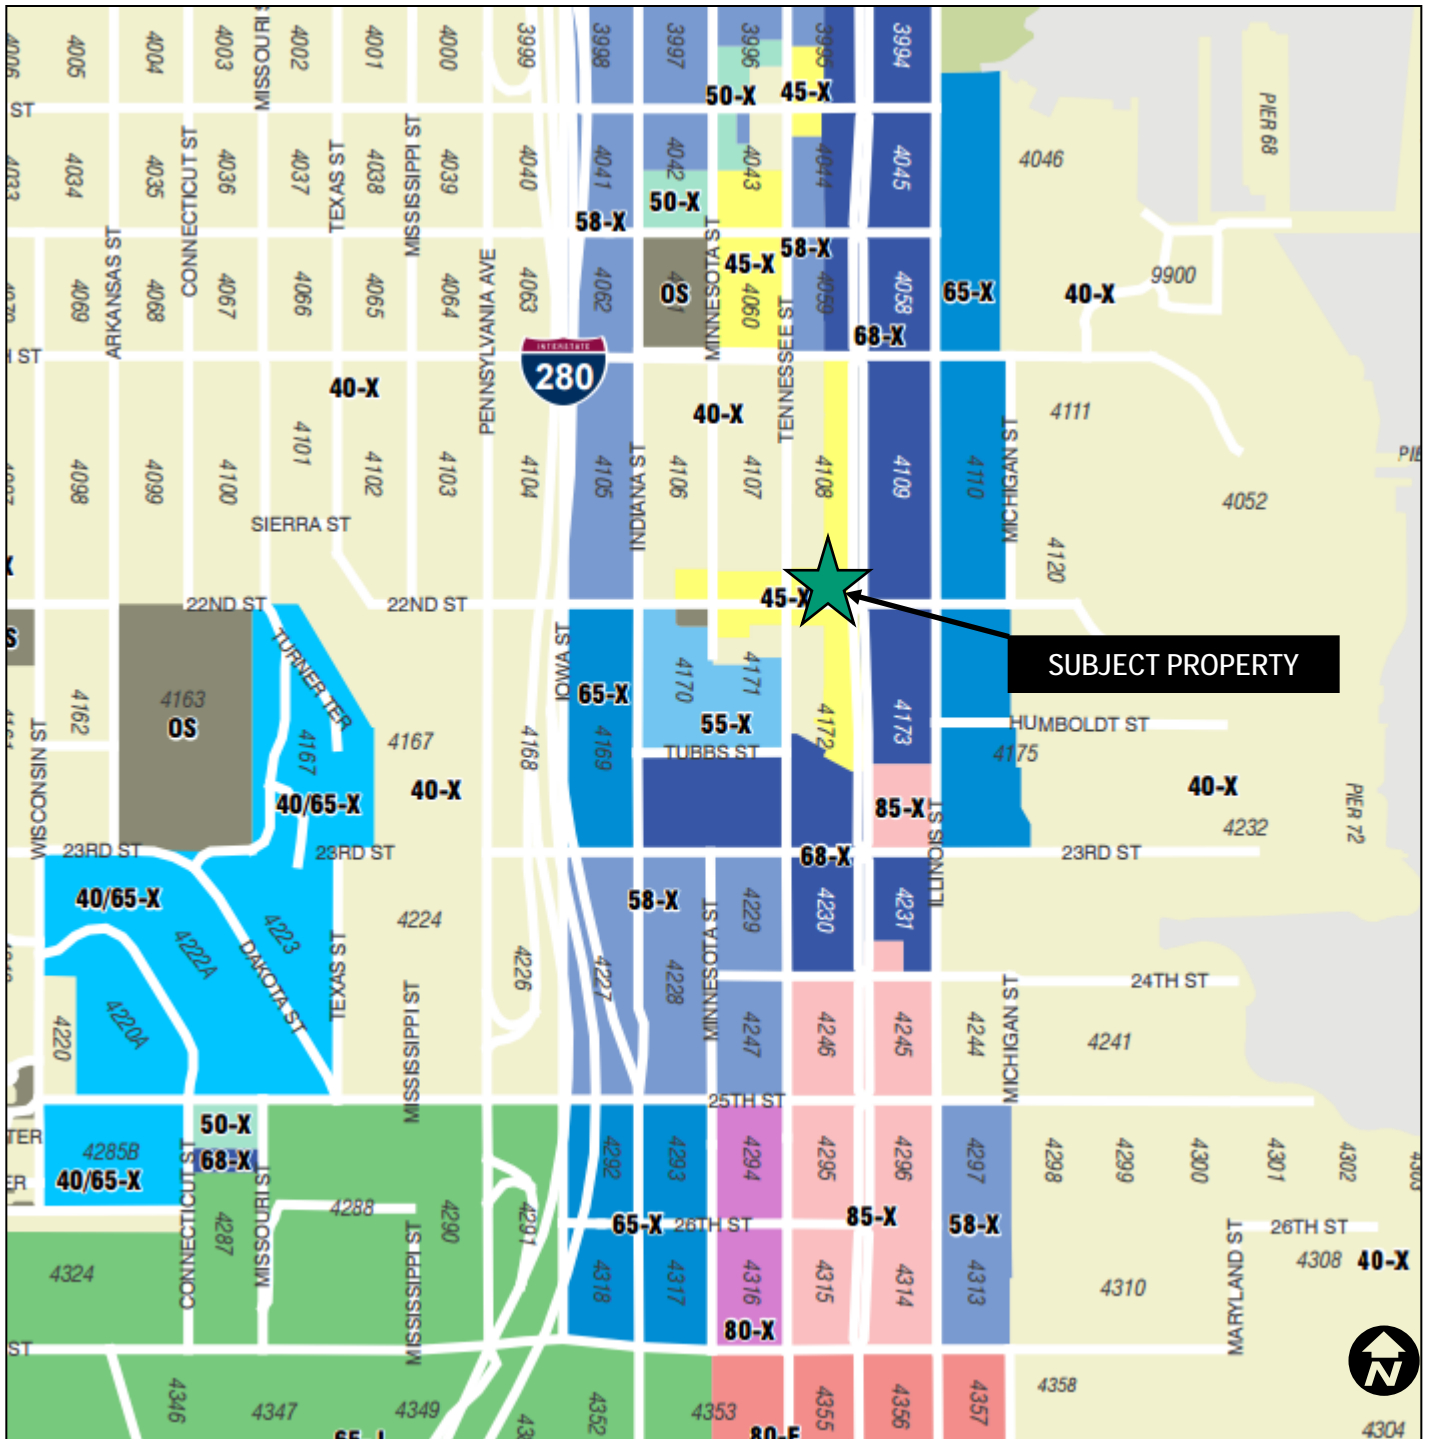 4005
4004
4003
MISSOURI S
4002
4001
4000
3999
3998
3997
3996
3995
3994
50-X
45-X
ST
PIER 68
4034
4035
CONNECTICUT ST
4036
4037
TEXAS ST
4038
MISSISSIPPI ST
4039
4040
4041
4042
4043
4044
4045
4046
50-X
58-X
58-X
ARKANSAS ST
4069
4068
4067
4066
4065
4064
PENNSYLVANIA AVE
4063
4062
OS
MINNESOTA ST
45-X
4060
TENNESSEE ST
4059
4058
65-X
40-X
9900
68-X
ST
INTERSTATE
280
40-X
40-X
4111
4098
4099
4100
4101
4102
4103
4104
4105
INDIANA ST
4106
4107
4108
4109
4110
MICHIGAN ST
4052
SIERRA ST
4120
22ND ST
22ND ST
45-X
SUBJECT PROPERTY
TURNER TER
IOWA ST
WISCONSIN ST
4162
4163
OS
4167
4167
4168
65-X
4169
4170
4171
55-X
4172
4173
HUMBOLDT ST
4175
TUBBS ST
40/65-X
40-X
85-X
ILLINOIS ST
40-X
PIER 72
4232
23RD ST
23RD ST
68-X
23RD ST
40/65-X
4222A
4223
DAKOTA ST
TEXAS ST
4224
58-X
4229
4230
4231
4226
4227
4228
MINNESOTA ST
24TH ST
4220
4220A
MISSISSIPPI ST
4247
4246
4245
4244
MICHIGAN ST
4241
25TH ST
50-X
TER
4285B
68-X
ER
40/65-X
CONNECTICUT ST
4287
MISSOURI ST
4288
MISSISSIPPI ST
4290
4291
4292
4293
4294
4295
4296
4297
4298
4299
4300
4301
4302
65-X
26TH ST
85-X
58-X
26TH ST
MARYLAND ST
4308
40-X
4324
4318
4317
4316
4315
4314
4313
4310
80-X
ST
N
4346
4347
4349
4352
4353
4355
4356
4357
4358
4304